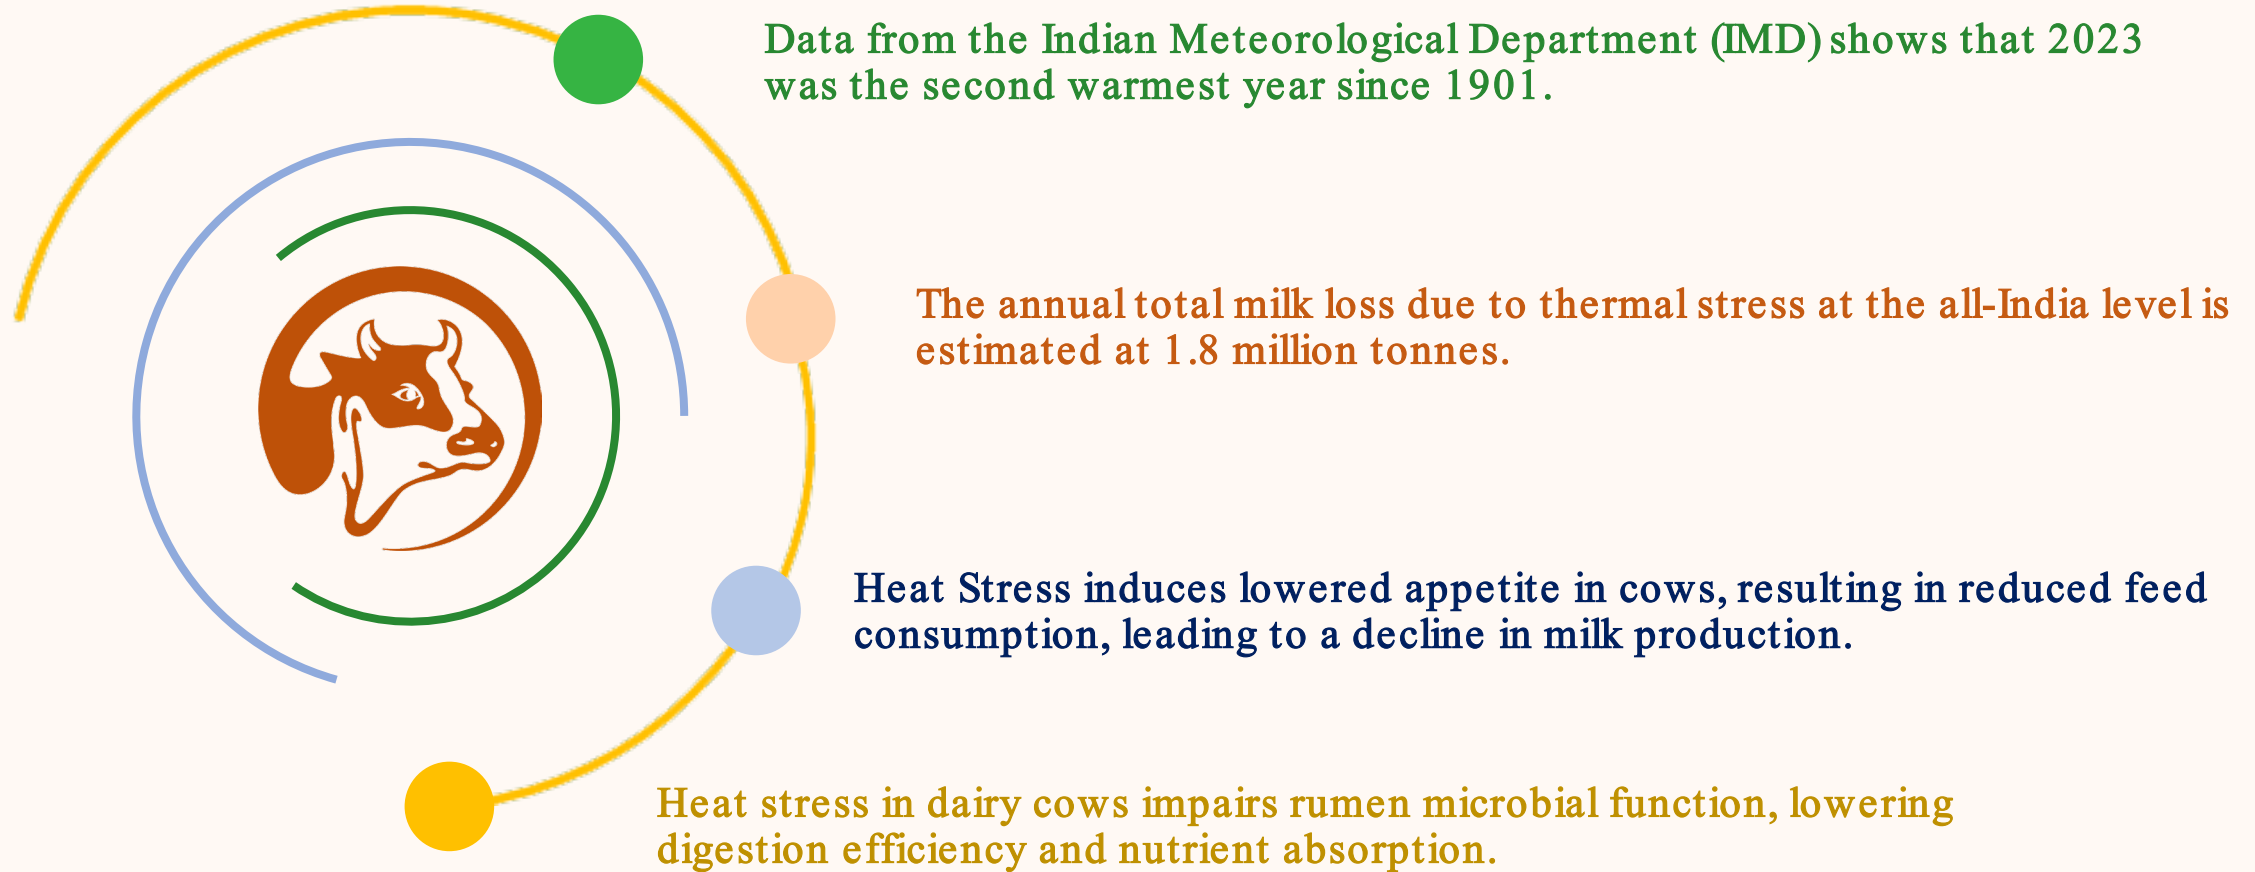 Data from the Indian Meteorological Department (IMD) shows that 2023
was the second warmest year since 1901.
The annual total milk loss due to thermal stress at the all-India level is
estimated at 1.8 million tonnes.
Heat Stress induces lowered appetite in cows, resulting in reduced feed
consumption, leading to a decline in milk production.
Heat stress in dairy cows impairs rumen microbial function, lowering
digestion efficiency and nutrient absorption.